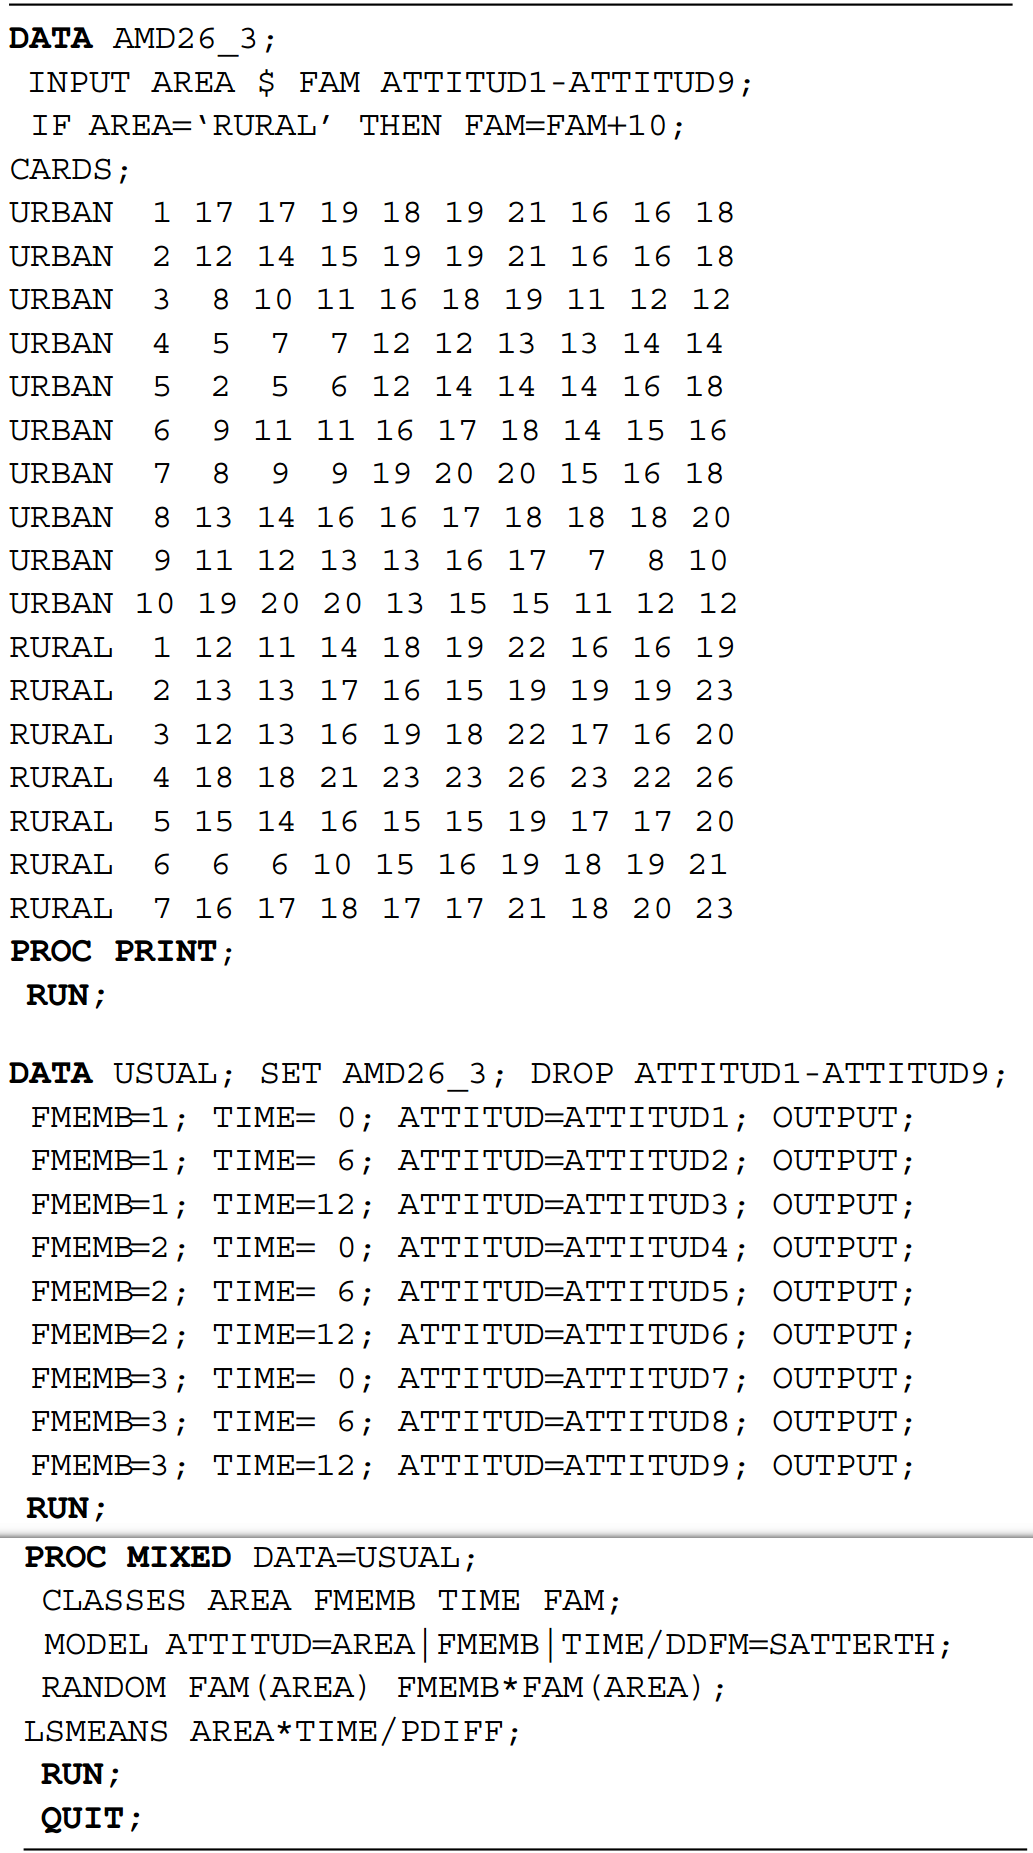 DATA AMD26_3;
INPUT AREA $ FAM ATTITUD1-ATTITUD9;
IF AREA=‘RURAL’ THEN FAM=FAM+10;
CARDS;
URBAN 1 17 17 19 18 19 21 16 16 18
URBAN 2 12 14 15 19 19 21 16 16 18
URBAN 3 8 10 11 16 18 19 11 12 12
URBAN 4 5 7 7 12 12 13 13 14 14
URBAN 5 2 5 6 12 14 14 14 16 18
URBAN 6 9 11 11 16 17 18 14 15 16
URBAN 7 8 9 9 19 20 20 15 16 18
URBAN 8 13 14 16 16 17 18 18 18 20
URBAN 9 11 12 13 13 16 17 7 8 10
URBAN 10 19 20 20 13 15 15 11 12 12
RURAL 1 12 11 14 18 19 22 16 16 19
RURAL 2 13 13 17 16 15 19 19 19 23
RURAL 3 12 13 16 19 18 22 17 16 20
RURAL 4 18 18 21 23 23 26 23 22 26
RURAL 5 15 14 16 15 15 19 17 17 20
RURAL 6 6 6 10 15 16 19 18 19 21
RURAL 7 16 17 18 17 17 21 18 20 23
PROC PRINT;
RUN;
DATA USUAL; SET AMD26_3; DROP ATTITUD1-ATTITUD9;
FMEMB=1; TIME= 0; ATTITUD=ATTITUD1; OUTPUT;
FMEMB=1; TIME= 6; ATTITUD=ATTITUD2; OUTPUT;
FMEMB=1; TIME=12; ATTITUD=ATTITUD3; OUTPUT;
FMEMB=2; TIME= 0; ATTITUD=ATTITUD4; OUTPUT;
FMEMB=2; TIME= 6; ATTITUD=ATTITUD5; OUTPUT;
FMEMB=2; TIME=12; ATTITUD=ATTITUD6; OUTPUT;
FMEMB=3; TIME= 0; ATTITUD=ATTITUD7; OUTPUT;
FMEMB=3; TIME= 6; ATTITUD=ATTITUD8; OUTPUT;
FMEMB=3; TIME=12; ATTITUD=ATTITUD9; OUTPUT;
RUN;
PROC MIXED DATA=USUAL;
CLASSES AREA FMEMB TIME FAM;
MODEL ATTITUD=AREA|FMEMB|TIME/DDFM=SATTERTH;
RANDOM FAM(AREA) FMEMB*FAM(AREA);
LSMEANS AREA*TIME/PDIFF;
RUN;
QUIT;